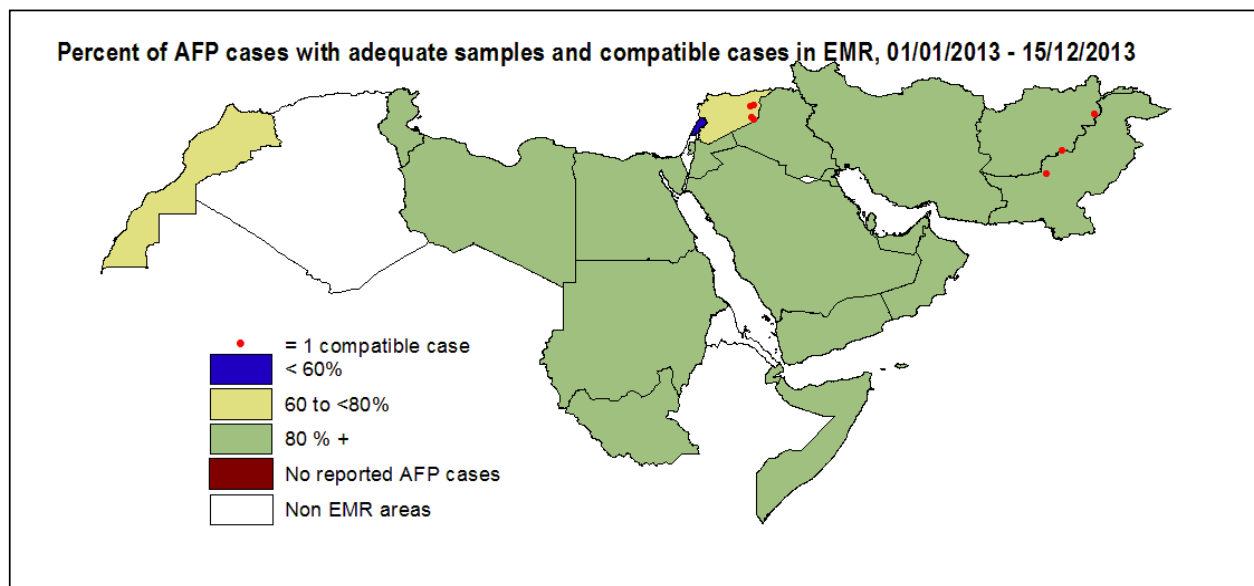 Percent of AFP cases with adequate samples and compatible cases in EMR, 01/01/2013 - 15/12/2013
= 1 compatible case
< 60%
60 to <80%
80 % +
No reported AFP cases
Non EMR areas